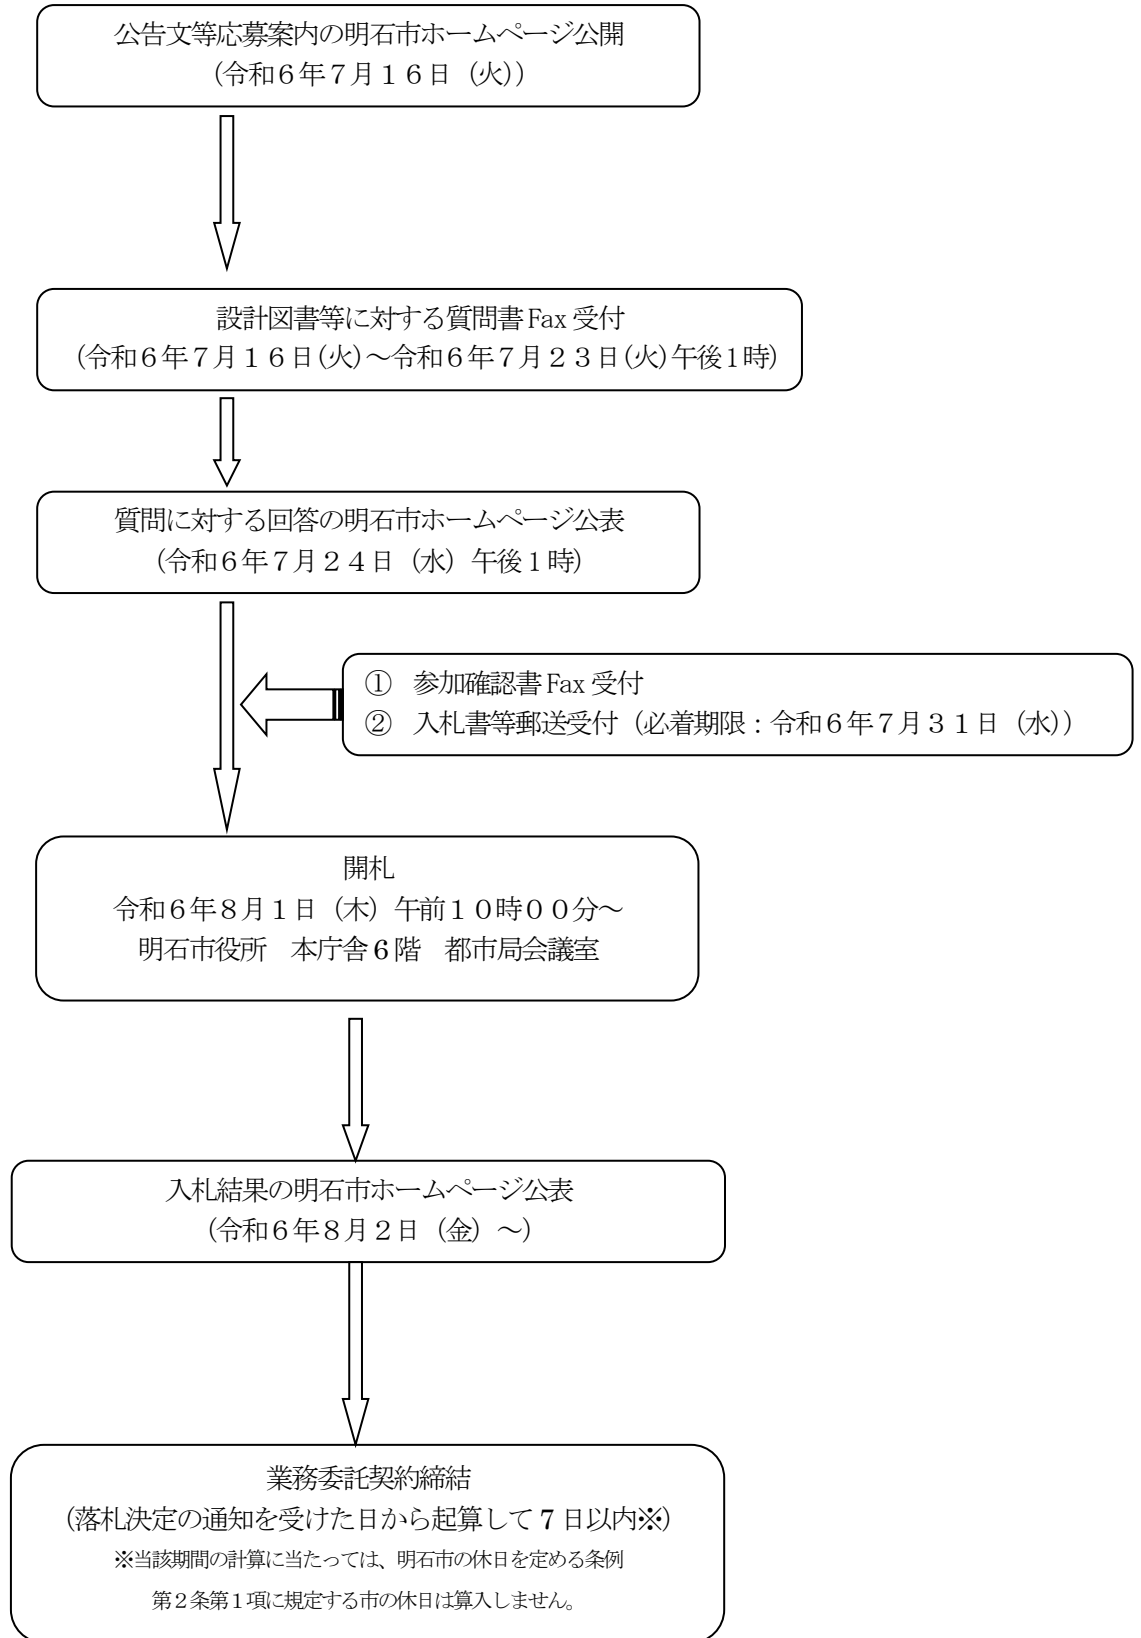 公告文等応募案内の明石市ホームページ公開
（令和６年７月１６日（火））
設計図書等に対する質問書 Fax 受付
（令和６年７月１６日(火)～令和６年７月２３日(火)午後1時）
質問に対する回答の明石市ホームページ公表
（令和６年７月２４日（水）午後１時）
① 参加確認書 Fax 受付
② 入札書等郵送受付（必着期限：令和６年７月３１日（水））
開札
令和６年８月１日（木）午前１０時００分～
明石市役所　本庁舎６階　都市局会議室
入札結果の明石市ホームページ公表
（令和６年８月２日（金）～）
業務委託契約締結
（落札決定の通知を受けた日から起算して 7 日以内※）
※当該期間の計算に当たっては、明石市の休日を定める条例
第２条第１項に規定する市の休日は算入しません。